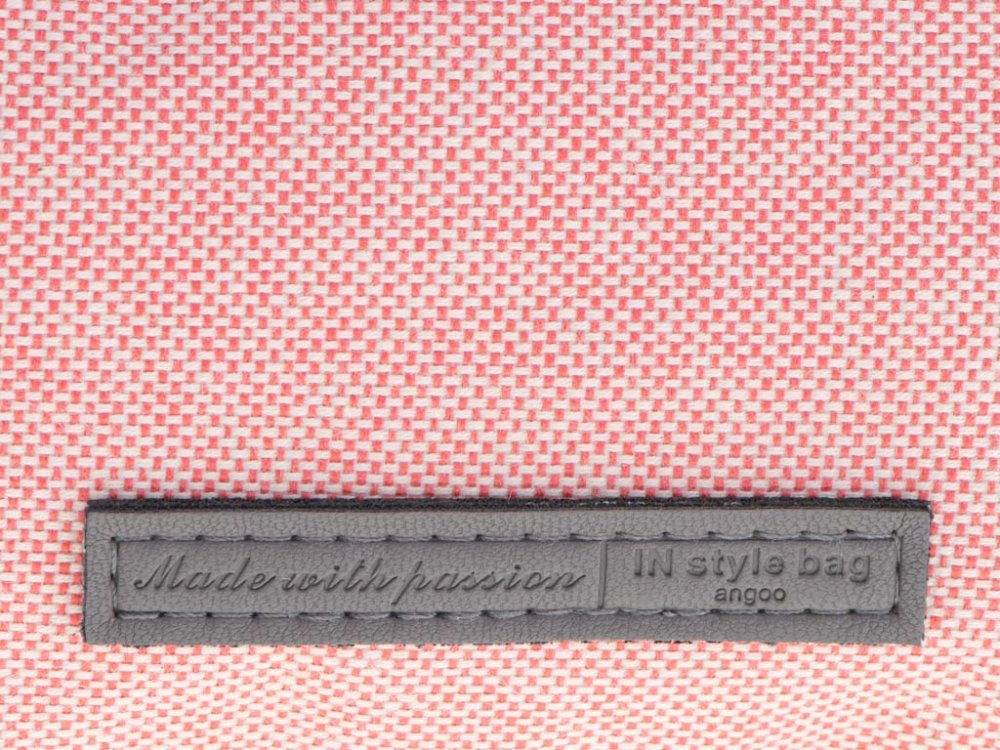 Made with passion
IN style bag
angoo